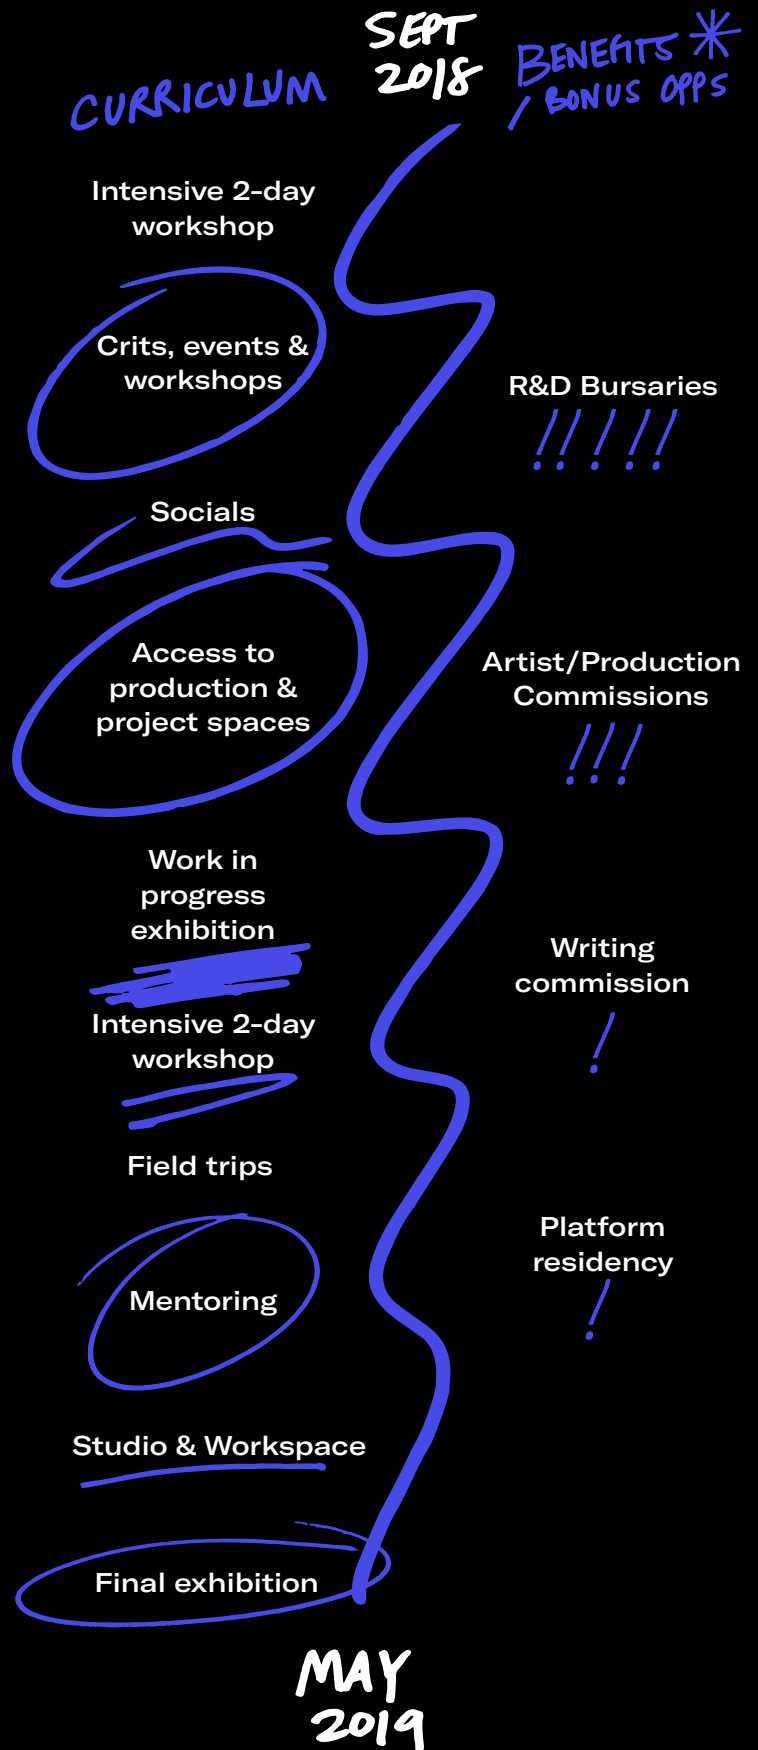 SEPT
2018
CURRICULUM
BENEFITS
/ BONUS OPPS
Intensive 2-day
workshop
Crits, events &
workshops
R&D Bursaries
!!!!!
Socials
Access to
production &
project spaces
Artist/Production
Commissions
!!!
Work in
progress
exhibition
Writing
commission
!
Intensive 2-day
workshop
Field trips
Platform
residency
!
Mentoring
Studio & Workspace
Final exhibition
MAY
2019